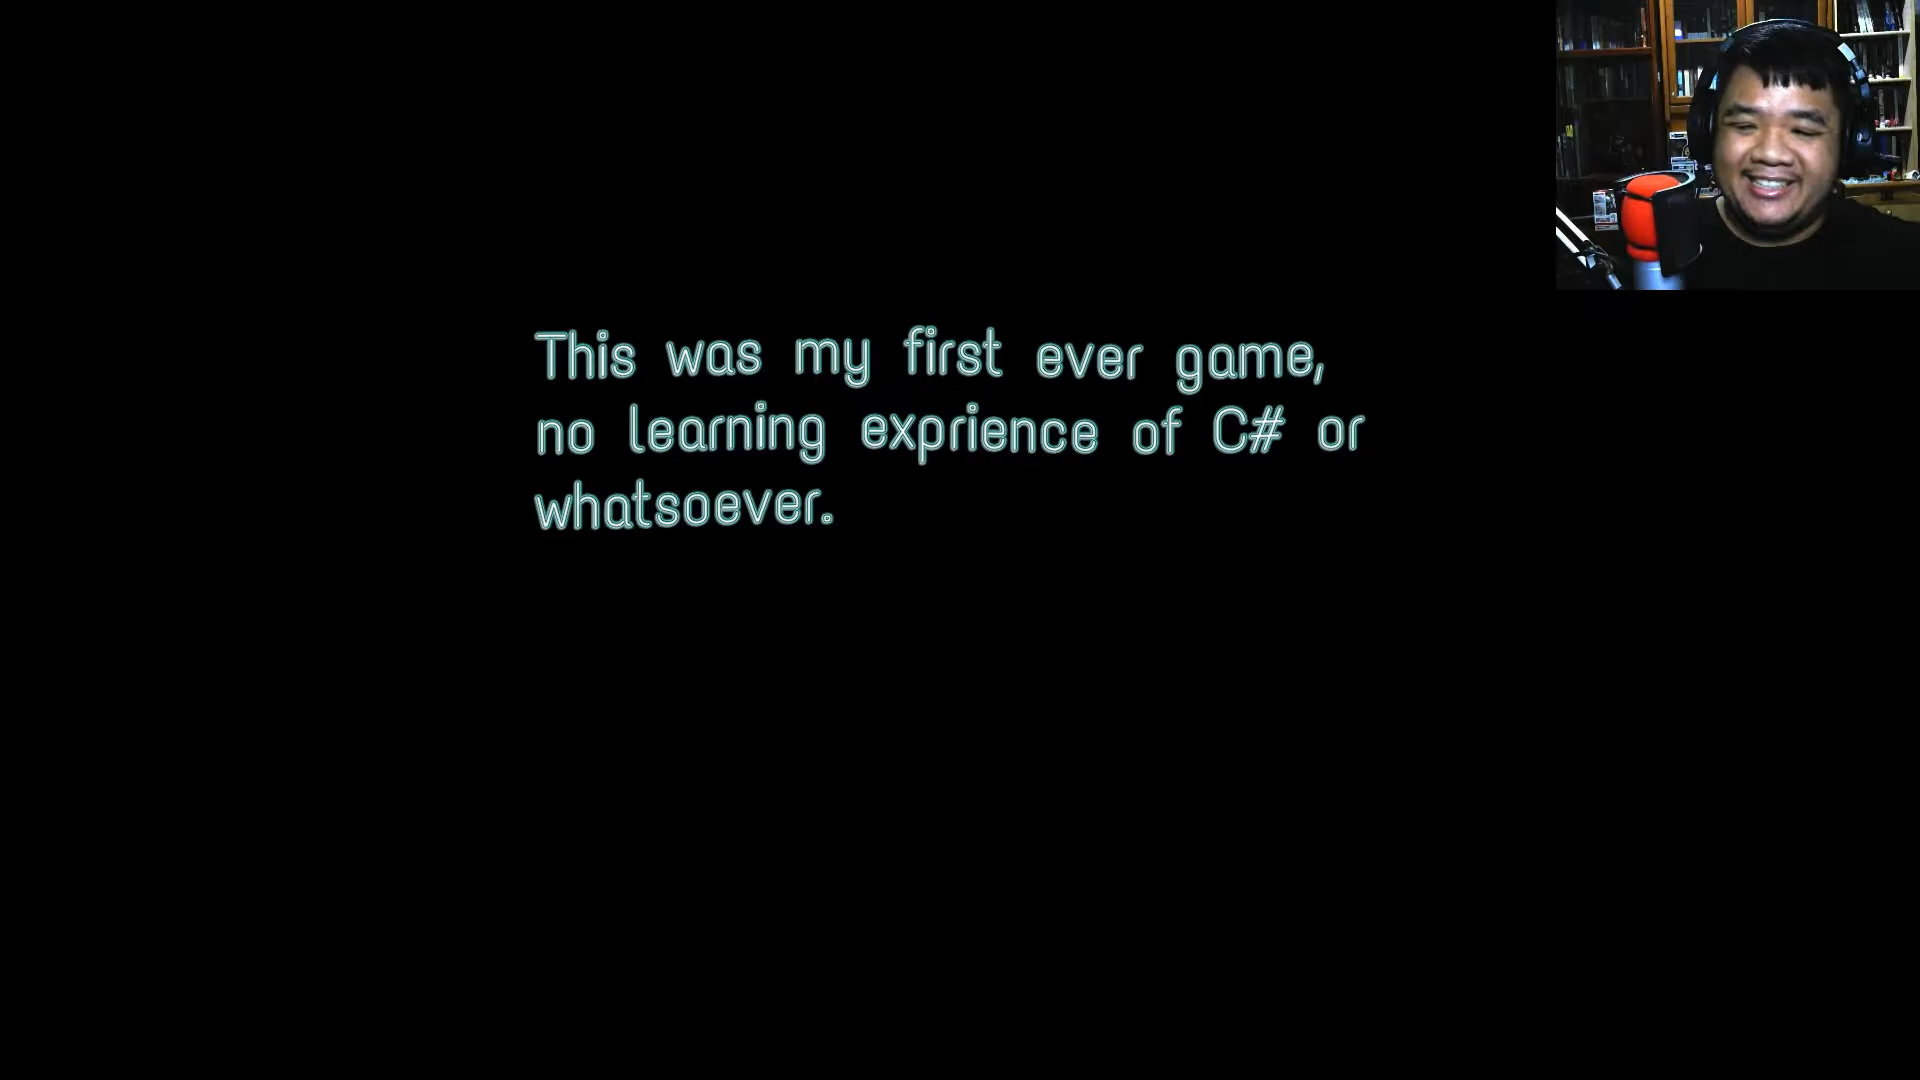 This was my first ever game,
no learning exprience of C# or
whatsoever.